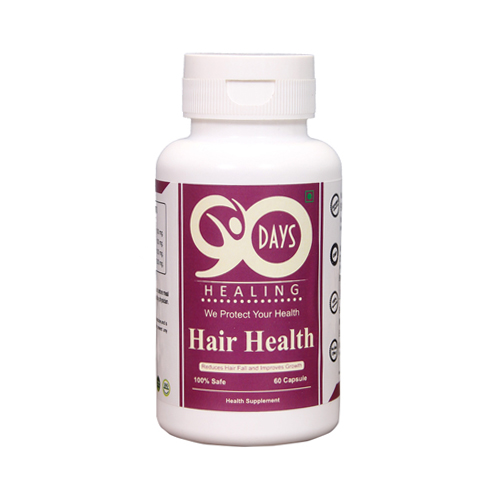 90
DAYS
HEALING
We Protect Your Health
Hair Health
Reduces Hair Fall and Improves Growth
100% Safe 60 Capsule
Health Supplement